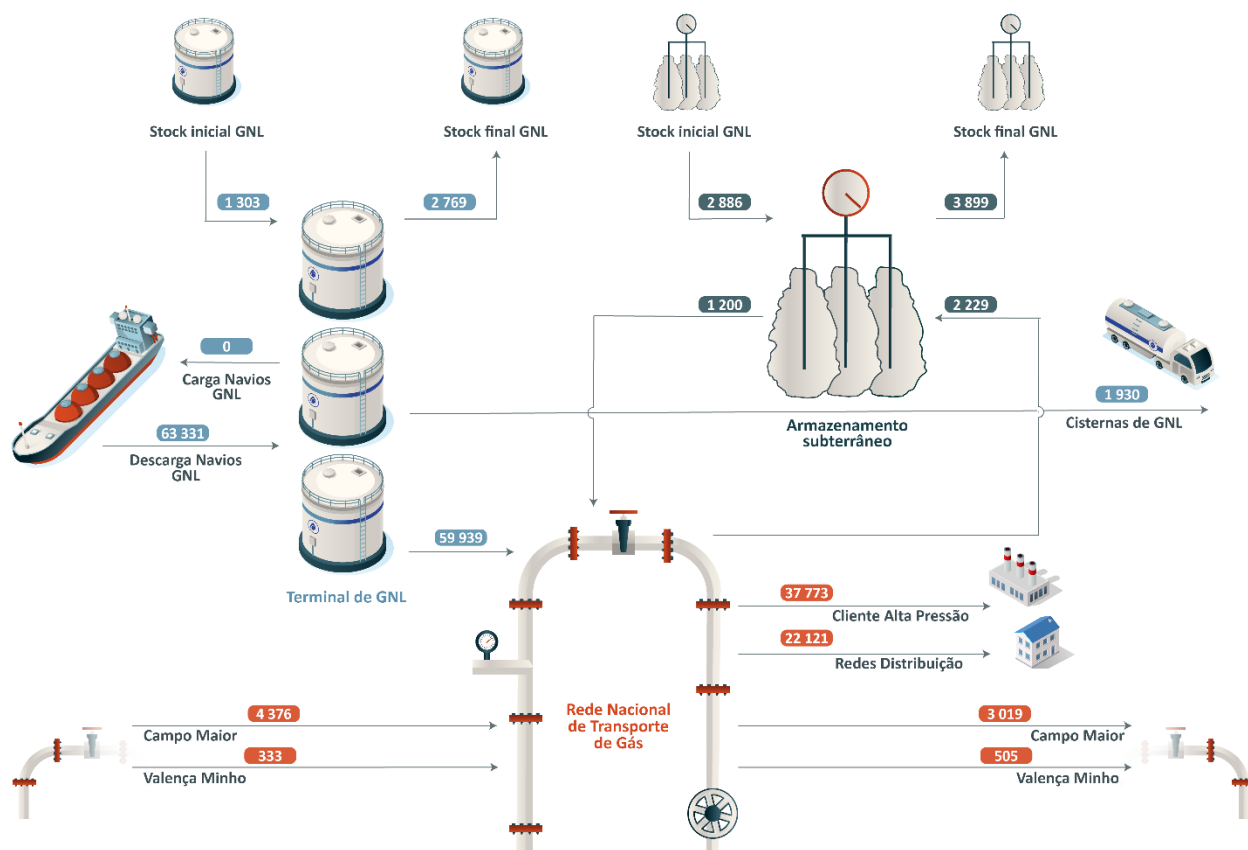 Stock inicial GNL
Stock final GNL
Stock inicial GNL
Stock final GNL
1 303
2 769
2 886
3 899
1 200
2 229
0
Carga Navios
GNL
63 331
Descarga Navios
GNL
1 930
Cisternas de GNL
Armazenamento
subterrâneo
59 939
Terminal de GNL
37 773
Cliente Alta Pressão
22 121
Redes Distribuição
Rede Nacional
de Transporte
de Gás
4 376
Campo Maior
333
Valença Minho
3 019
Campo Maior
505
Valença Minho